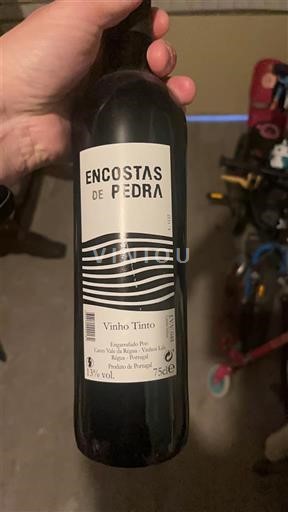 ENCOSTAS
DE PEDRA
VINIOU
Vinho Tinto
Engarrafado Por:
Caves Vale da Régua - Vinhos Lda.
Régua - Portugal
Produto de Portugal
13% vol.
75cl e